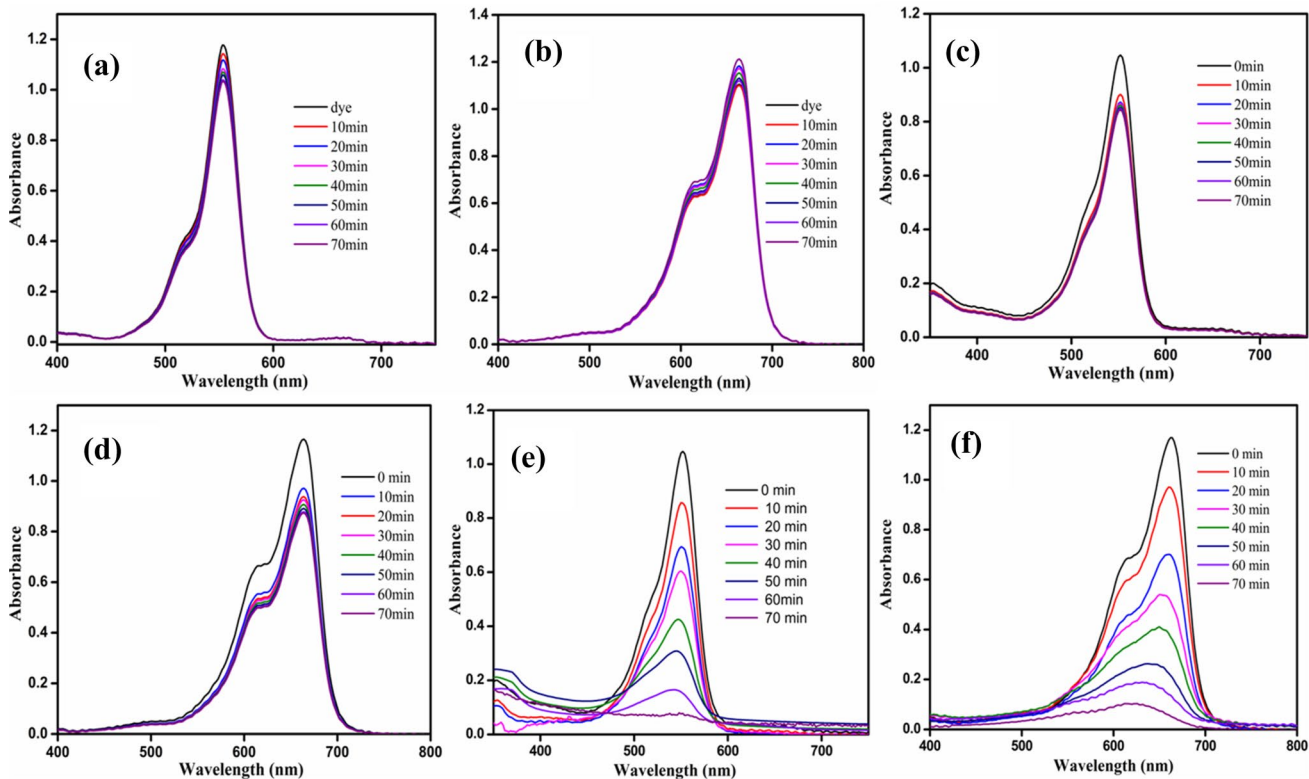 (a)
Absorbance
1.2
1.0
0.8
0.6
0.4
0.2
0.0
400
500
600
700
Wavelength (nm)
dye
10min
20min
30min
40min
50min
60min
70min
(b)
Absorbance
1.4
1.2
1.0
0.8
0.6
0.4
0.2
0.0
400
500
600
700
800
Wavelength (nm)
dye
10min
20min
30min
40min
50min
60min
70min
(c)
Absorbance
1.2
1.0
0.8
0.6
0.4
0.2
0.0
400
500
600
700
Wavelength (nm)
0min
10min
20min
30min
40min
50min
60min
70min
(d)
Absorbance
1.2
1.0
0.8
0.6
0.4
0.2
0.0
400
500
600
700
800
Wavelength (nm)
0 min
10min
20min
30min
40min
50min
60min
70min
(e)
Absorbance
1.2
1.0
0.8
0.6
0.4
0.2
0.0
400
500
600
700
Wavelength (nm)
0 min
10 min
20 min
30 min
40 min
50 min
60min
70 min
(f)
Absorbance
1.2
1.0
0.8
0.6
0.4
0.2
0.0
400
500
600
700
800
Wavelength (nm)
0 min
10 min
20 min
30 min
40 min
50 min
60 min
70 min